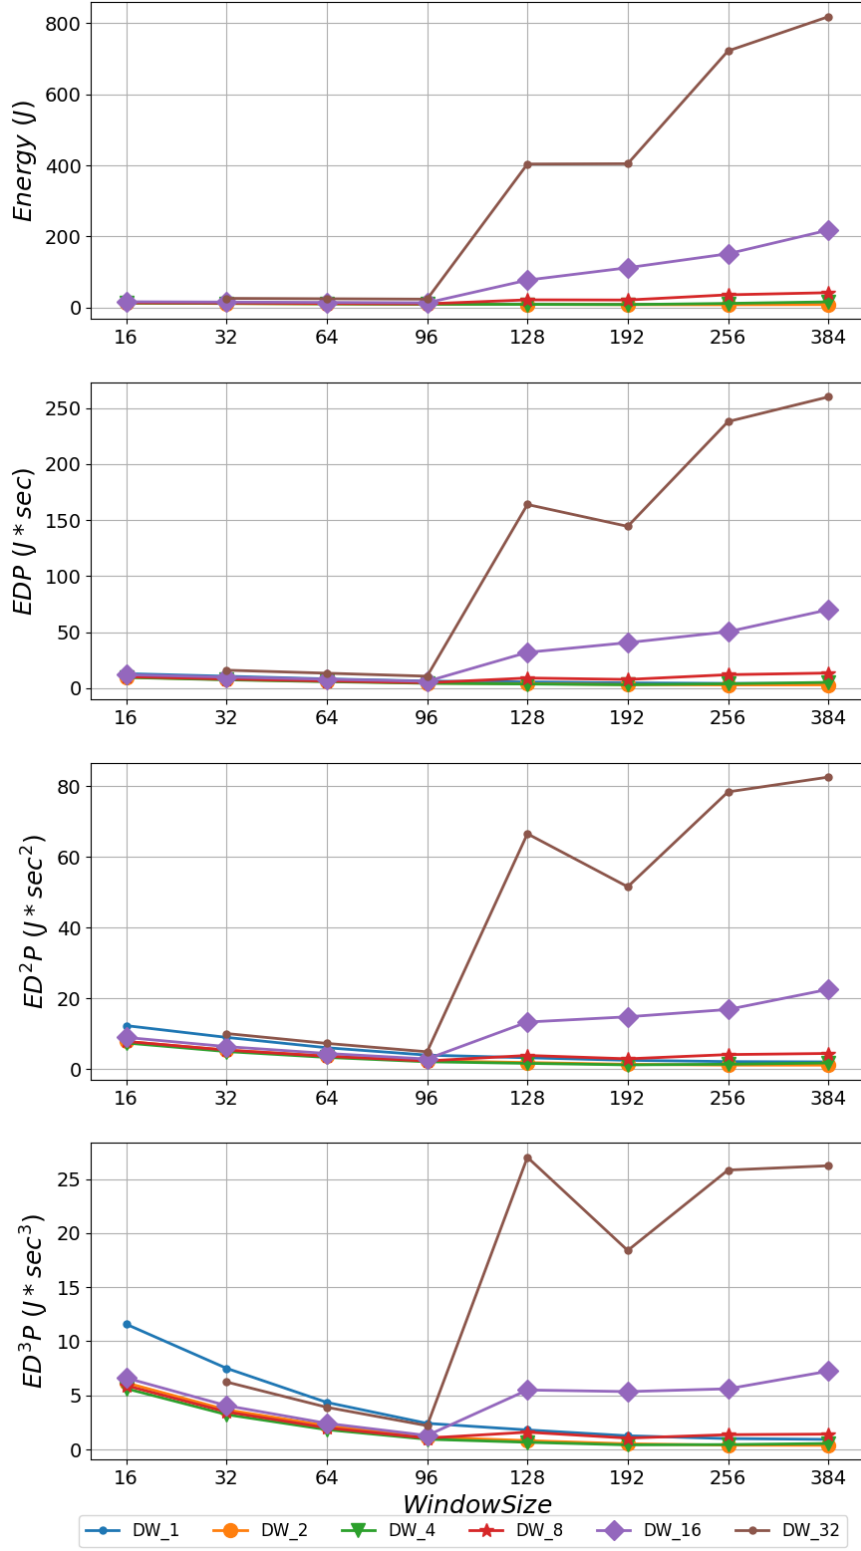 800
600
400
200
0
Energy (J)
16 32 64 96 128 192 256 384
250
200
150
100
50
0
EDP (J * sec)
16 32 64 96 128 192 256 384
80
60
40
20
0
ED²P (J * sec²)
16 32 64 96 128 192 256 384
25
20
15
10
5
0
ED³P (J * sec³)
16 32 64 96 128 192 256 384
WindowSize
DW_1 DW_2 DW_4 DW_8 DW_16 DW_32